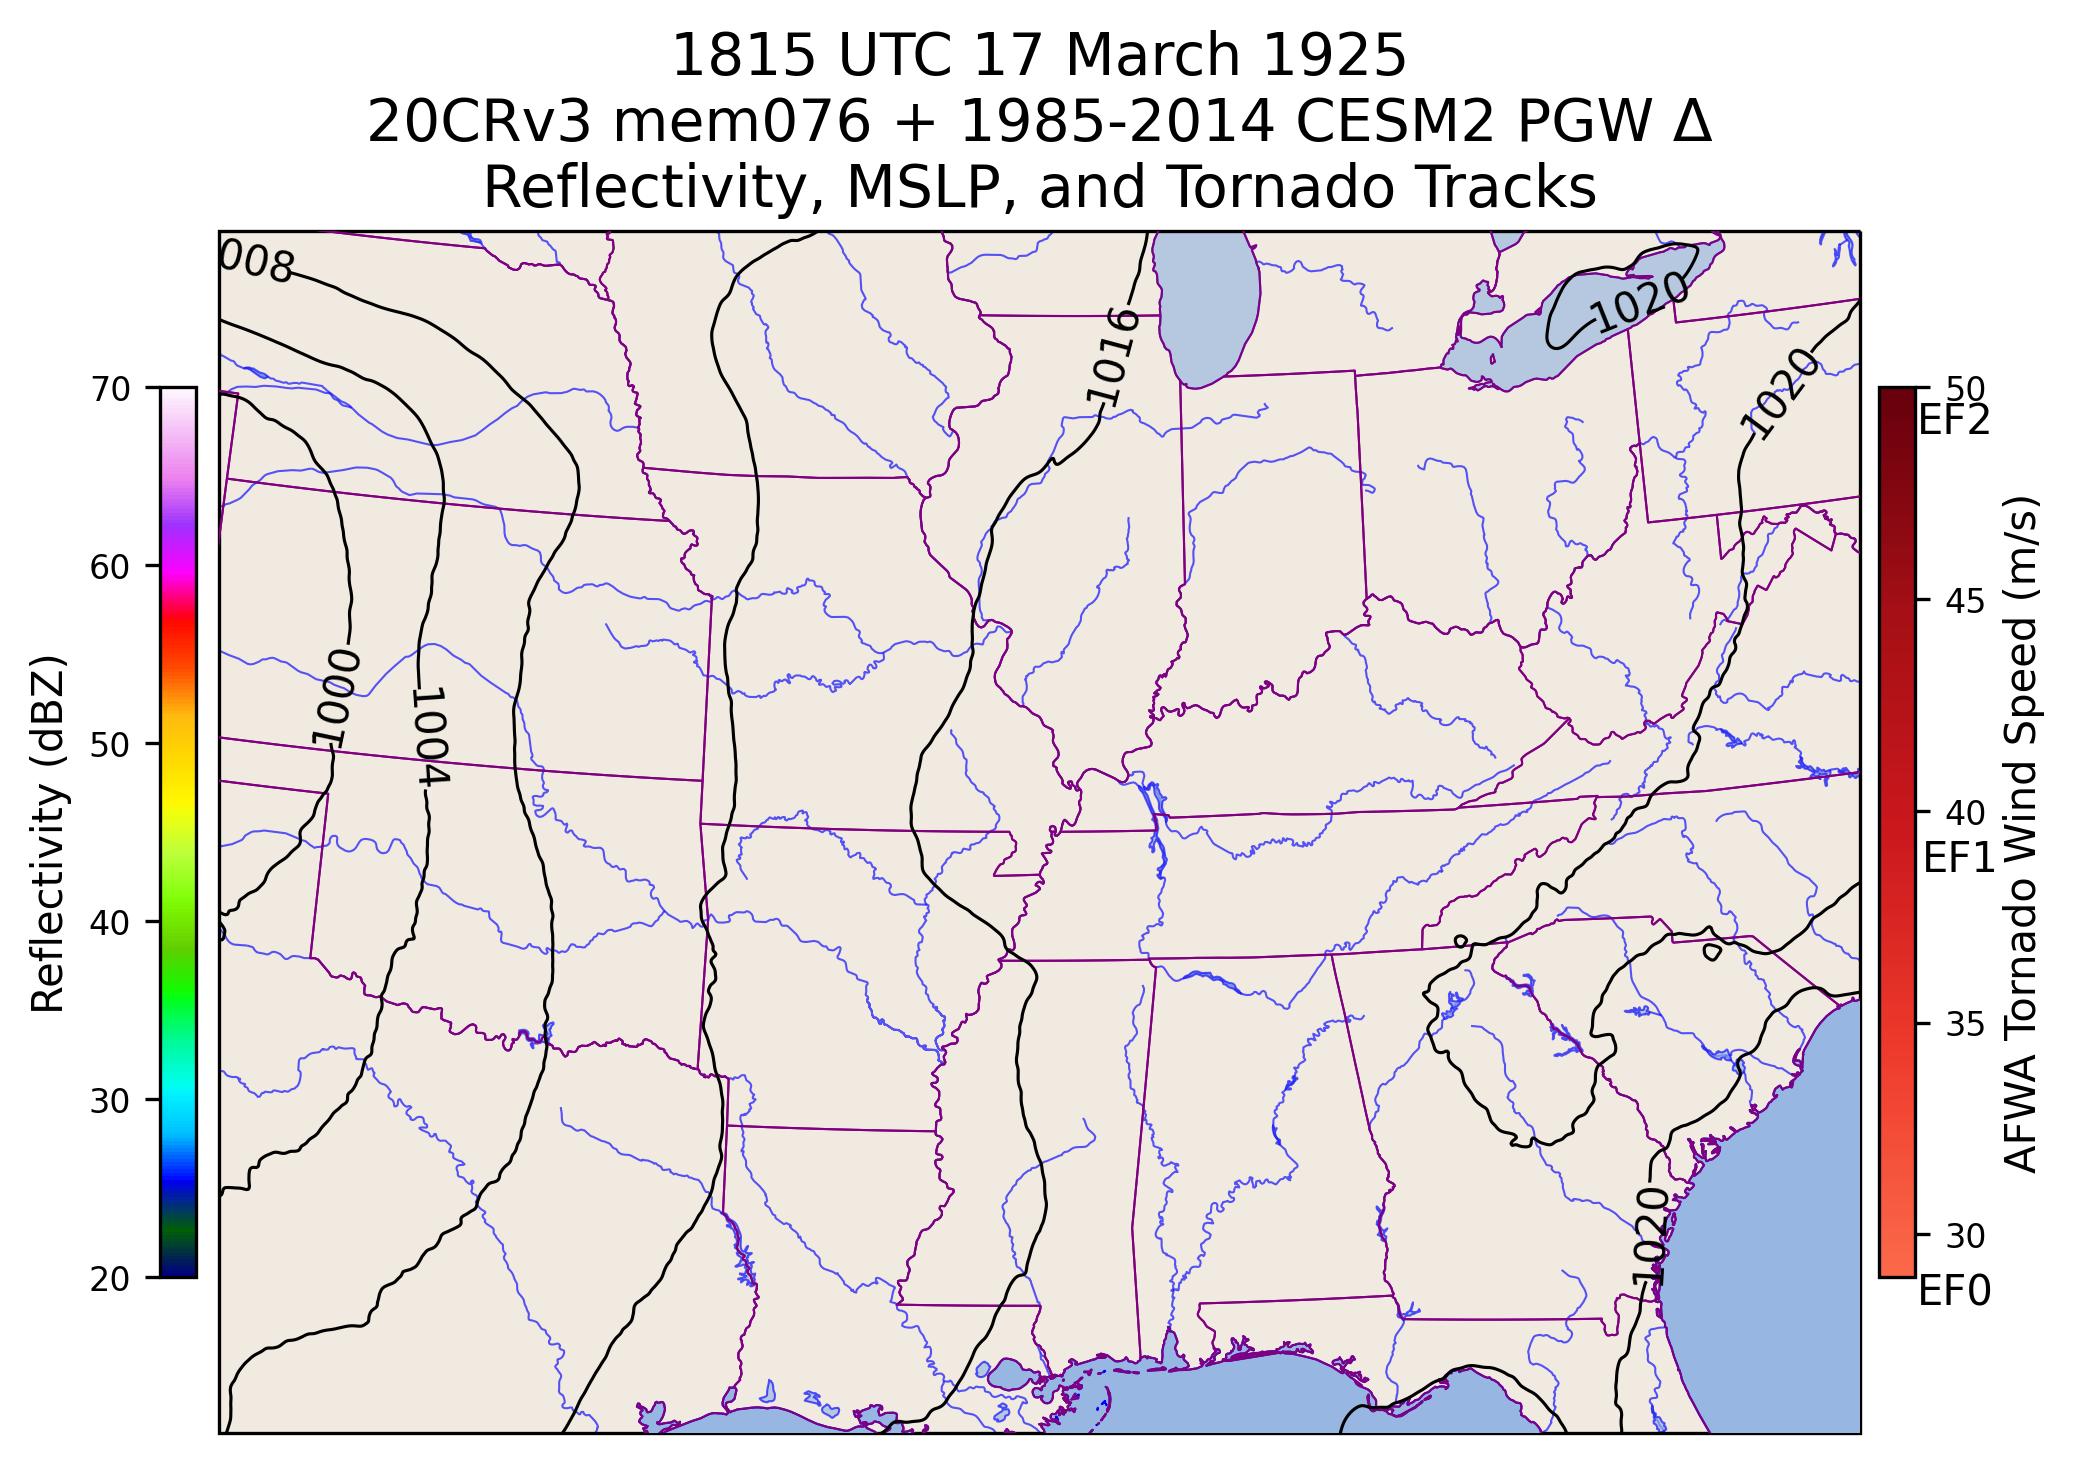 1815 UTC 17 March 1925
20CRv3 mem076 + 1985-2014 CESM2 PGW Δ
Reflectivity, MSLP, and Tornado Tracks
008
1020
1016
1020
1000
1004
1020
Reflectivity (dBZ)
70
60
50
40
30
20
50
EF2
45
40
EF1
35
30
EF0
AFWA Tornado Wind Speed (m/s)